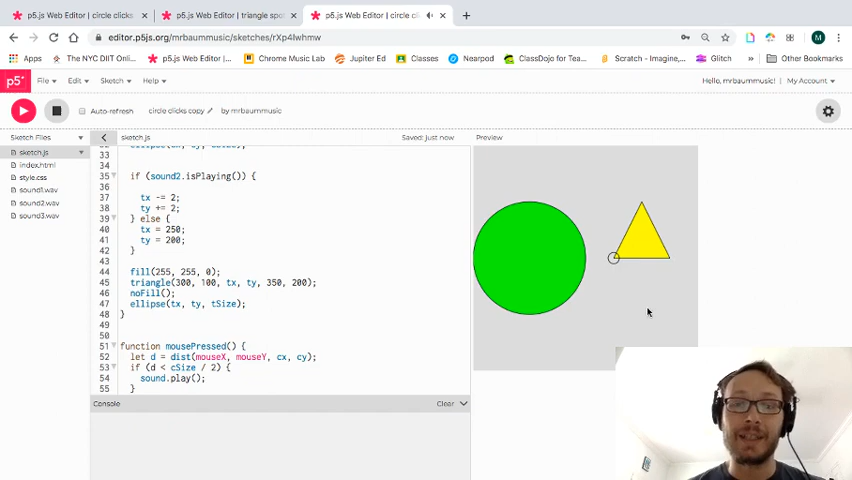 p5.js Web Editor | circle clicks
p5.js Web Editor | triangle spot
p5.js Web Editor | circle cli
editor.p5js.org/mrbaummusic/sketches/rXp4lwhmw
M
Apps
The NYC DIIT Onl...
p5.js Web Editor |...
Chrome Music Lab
Jupiter Ed
Classes
Nearpod
ClassDojo for Tea...
Scratch - Imagine,...
Glitch
Other Bookmarks
p5*
File
Edit
Sketch
Help
Hello, mrbaummusic!
My Account
Auto-refresh
circle clicks copy
by mrbaummusic
Sketch Files
sketch.js
Saved: just now
Preview
sketch.js
index.html
style.css
sound1.wav
sound2.wav
sound3.wav
33
34
35 if (sound2.isPlaying()) {
36
37 tx -= 2;
38 ty += 2;
39 } else {
40 tx = 250;
41 ty = 200;
42 }
43
44 fill(255, 255, 0);
45 triangle(300, 100, tx, ty, 350, 200);
46 noFill();
47 ellipse(tx, ty, tSize);
48 }
49
50
51 function mousePressed() {
52 let d = dist(mouseX, mouseY, cx, cy);
53 if (d < cSize / 2) {
54 sound.play();
55 }
Console
Clear